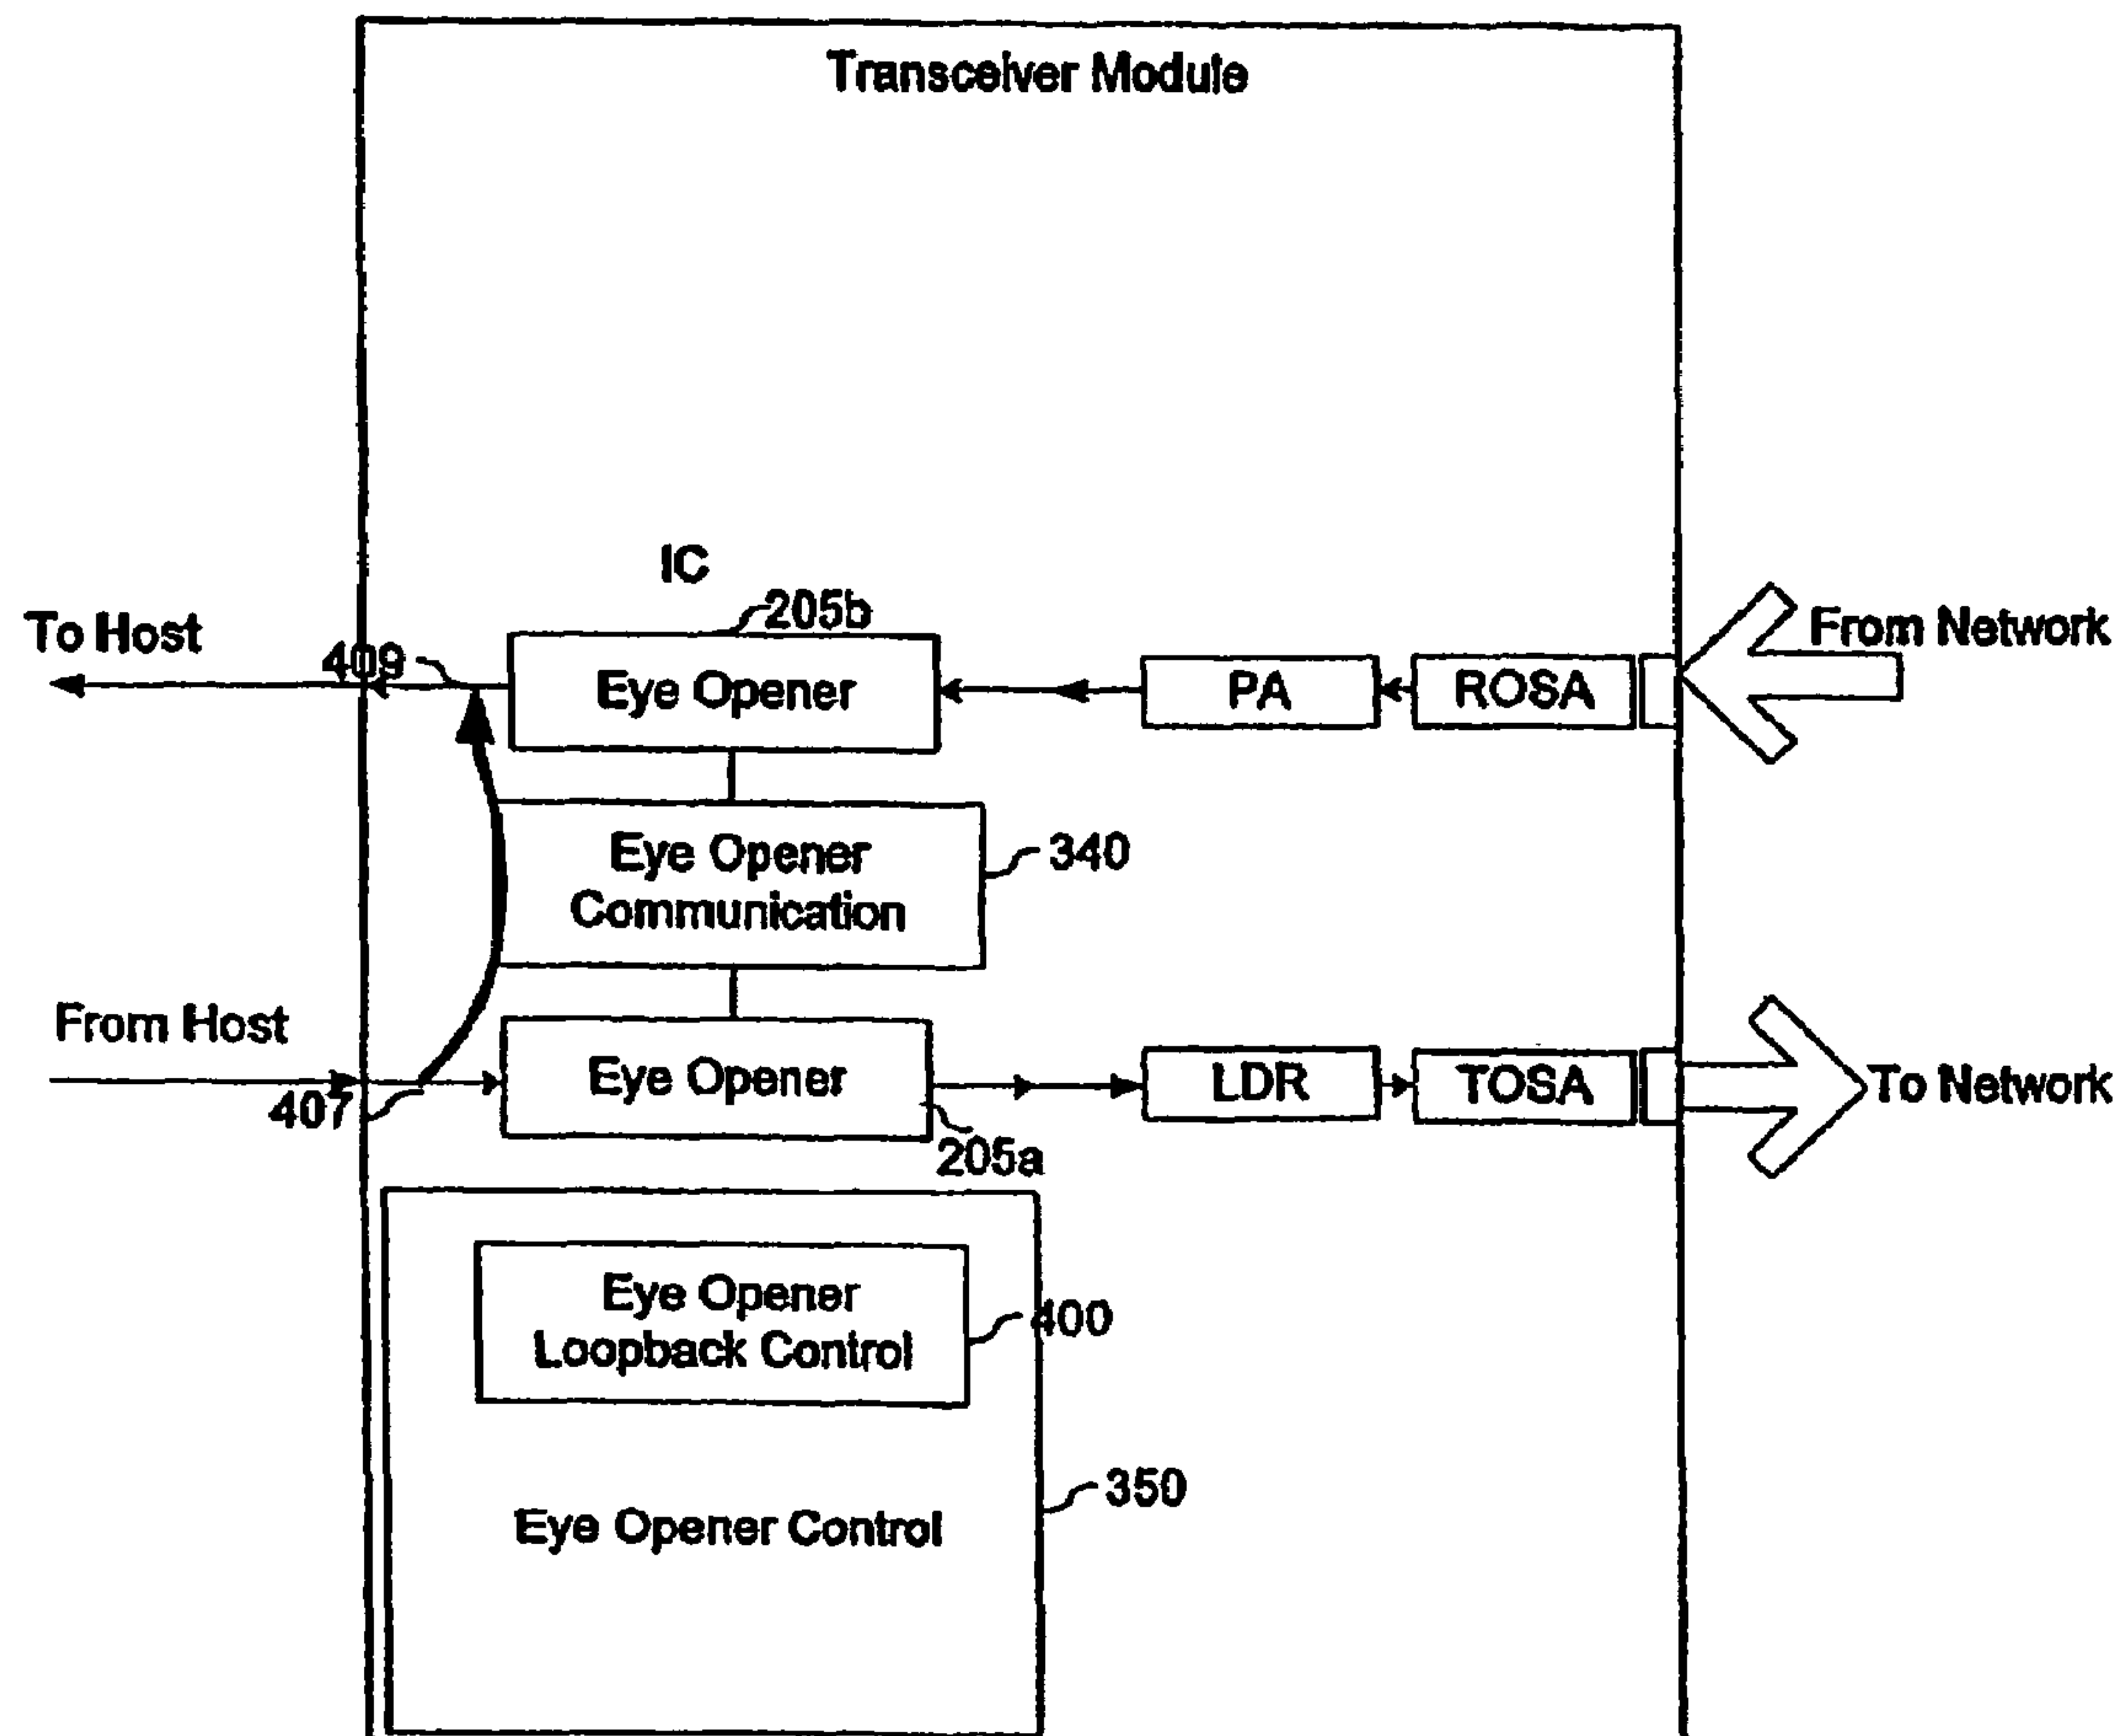 Transceiver Module
IC
205b
To Host
409
Eye Opener
PA
ROSA
From Network
Eye Opener
Communication
340
From Host
407
Eye Opener
205a
LDR
TOSA
To Network
Eye Opener
Loopback Control
400
Eye Opener Control
350